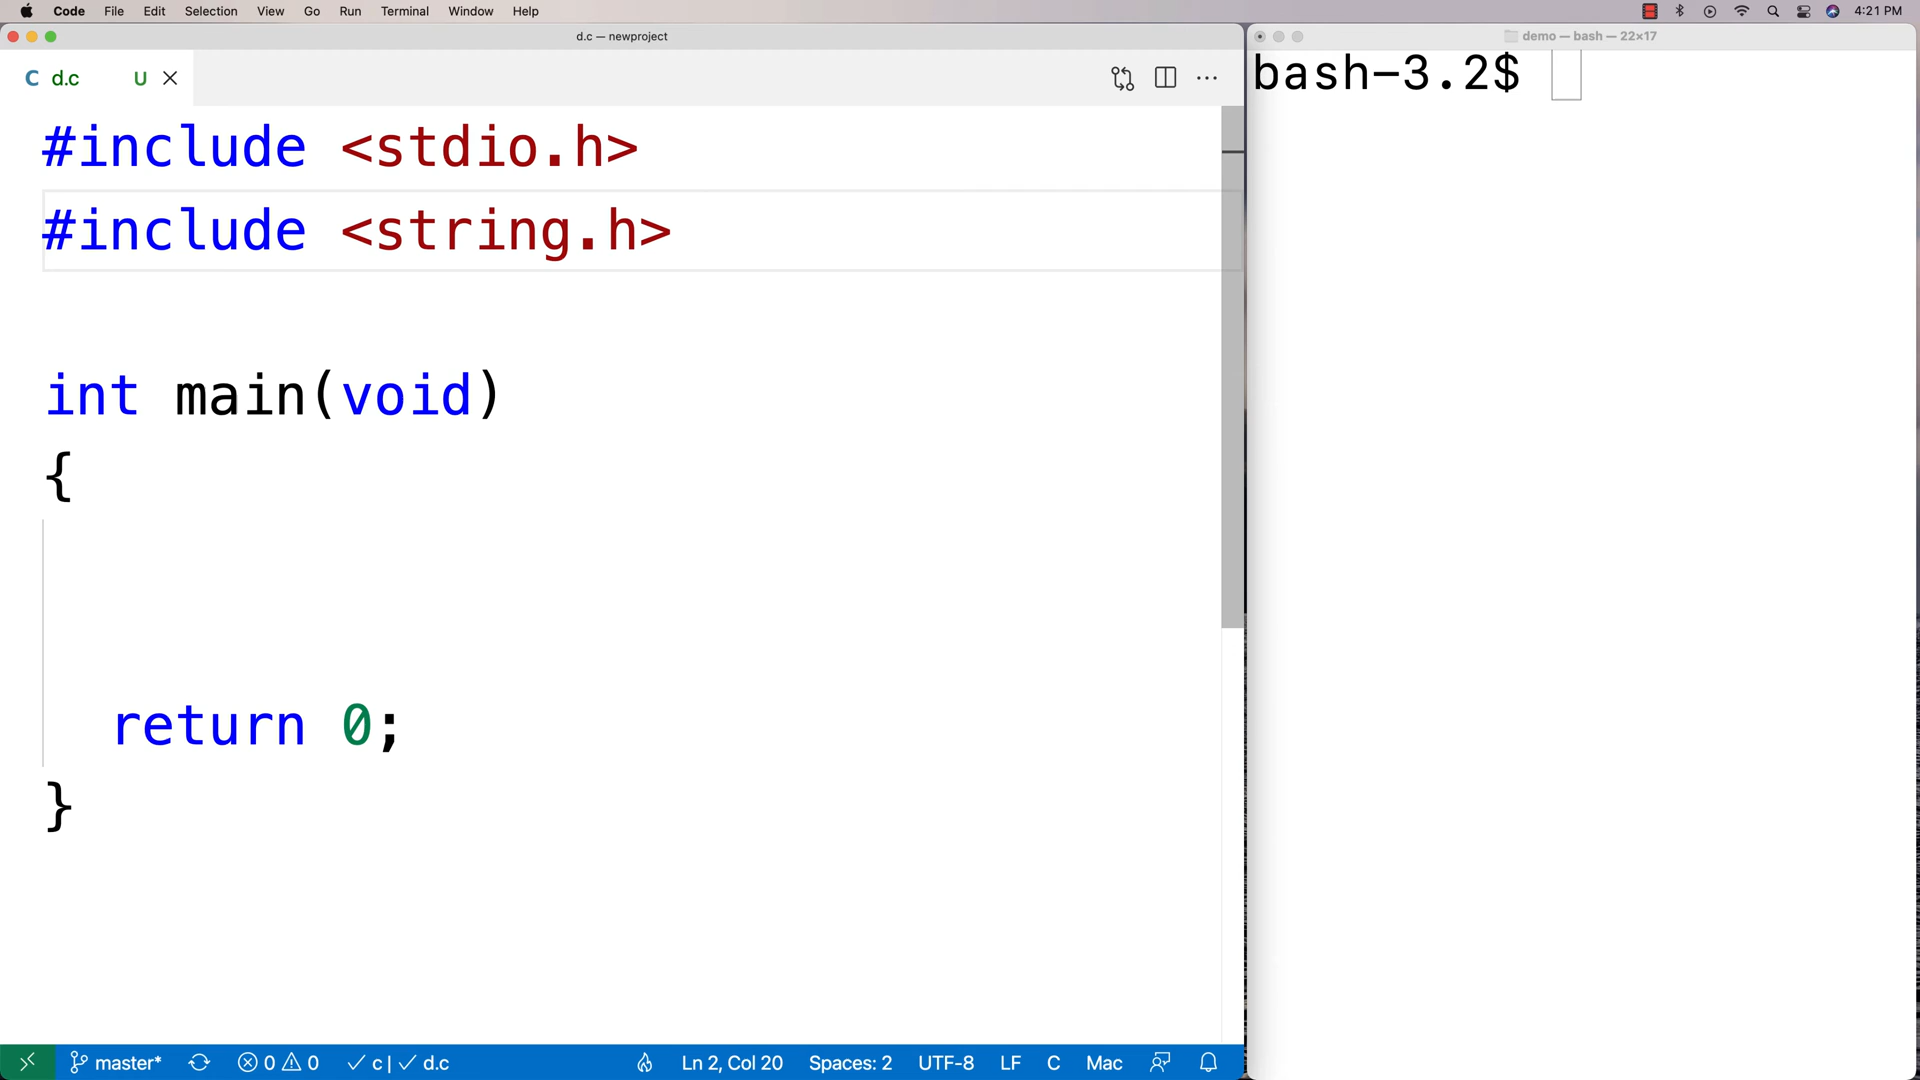 Code File Edit Selection View Go Run Terminal Window Help 4:21 PM
d.c — newproject
demo — bash — 22×17
C d.c U
bash-3.2$
#include <stdio.h>
#include <string.h>
int main(void)
{
return 0;
}
master* 0 0 c | d.c Ln 2, Col 20 Spaces: 2 UTF-8 LF C Mac